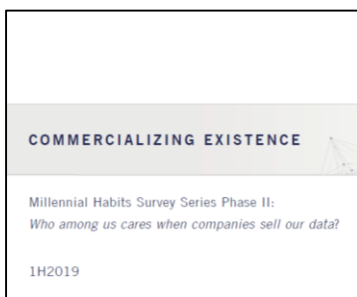 COMMERCIALIZING EXISTENCE
Millennial Habits Survey Series Phase II:
Who among us cares when companies sell our data?
1H2019